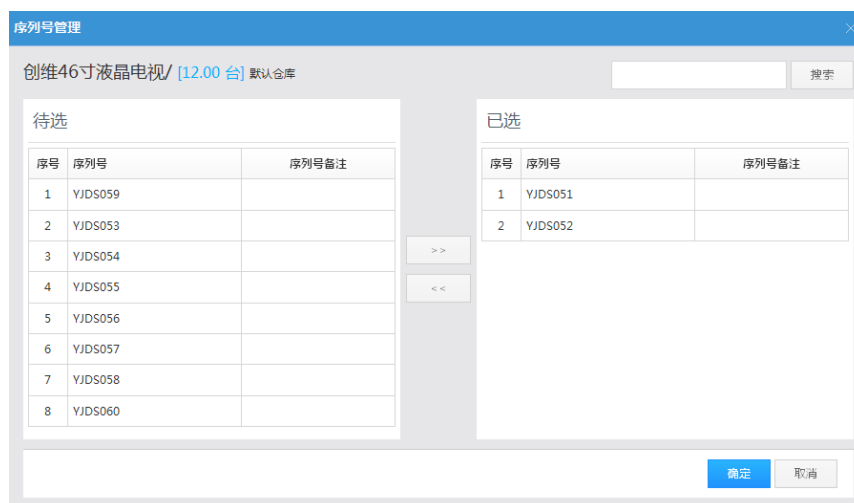 序列号管理
创维46寸液晶电视/ [12.00 台] 默认仓库
搜索
待选
序号 序列号 序列号备注
1 YJDS059
2 YJDS053
3 YJDS054
4 YJDS055
5 YJDS056
6 YJDS057
7 YJDS058
8 YJDS060
>>
<<
已选
序号 序列号 序列号备注
1 YJDS051
2 YJDS052
确定 取消